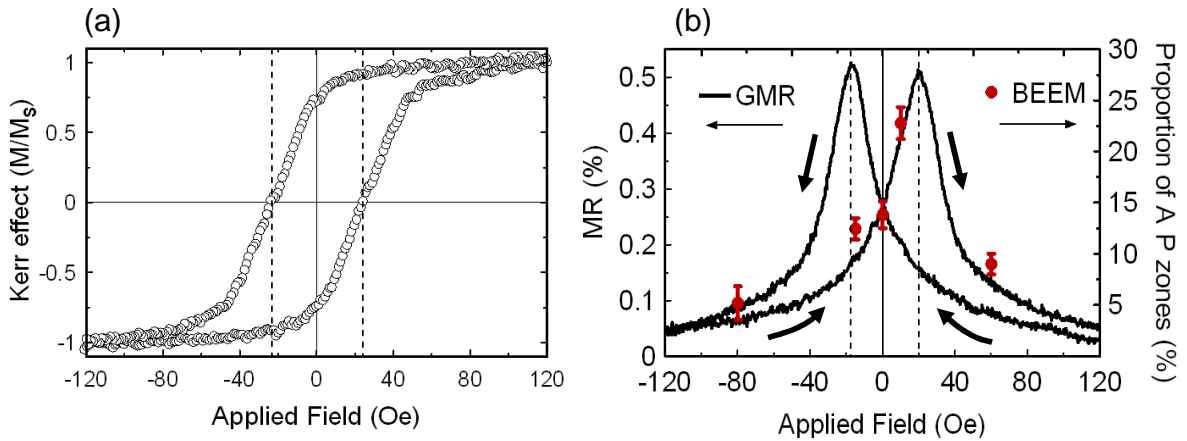 (a)
Kerr effect (M/M_S)
1
0.5
0
-0.5
-1
-120 -80 -40 0 40 80 120
Applied Field (Oe)
(b)
MR (%)
0.5
0.4
0.3
0.2
0.1
0
GMR
BEEM
30
25
20
15
10
5
Proportion of A P zones (%)
-120 -80 -40 0 40 80 120
Applied Field (Oe)